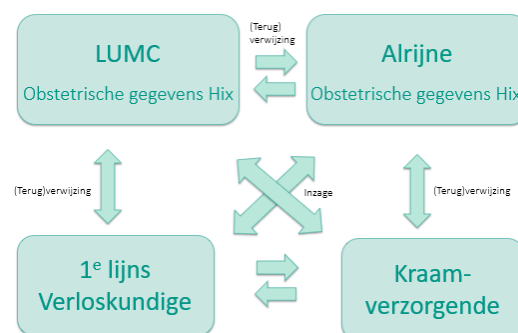 LUMC
Obstetrische gegevens Hix
(Terug)
verwijzing
Alrijne
Obstetrische gegevens Hix
(Terug)verwijzing
Inzage
(Terug)verwijzing
1e lijns
Verloskundige
Kraam-
verzorgende